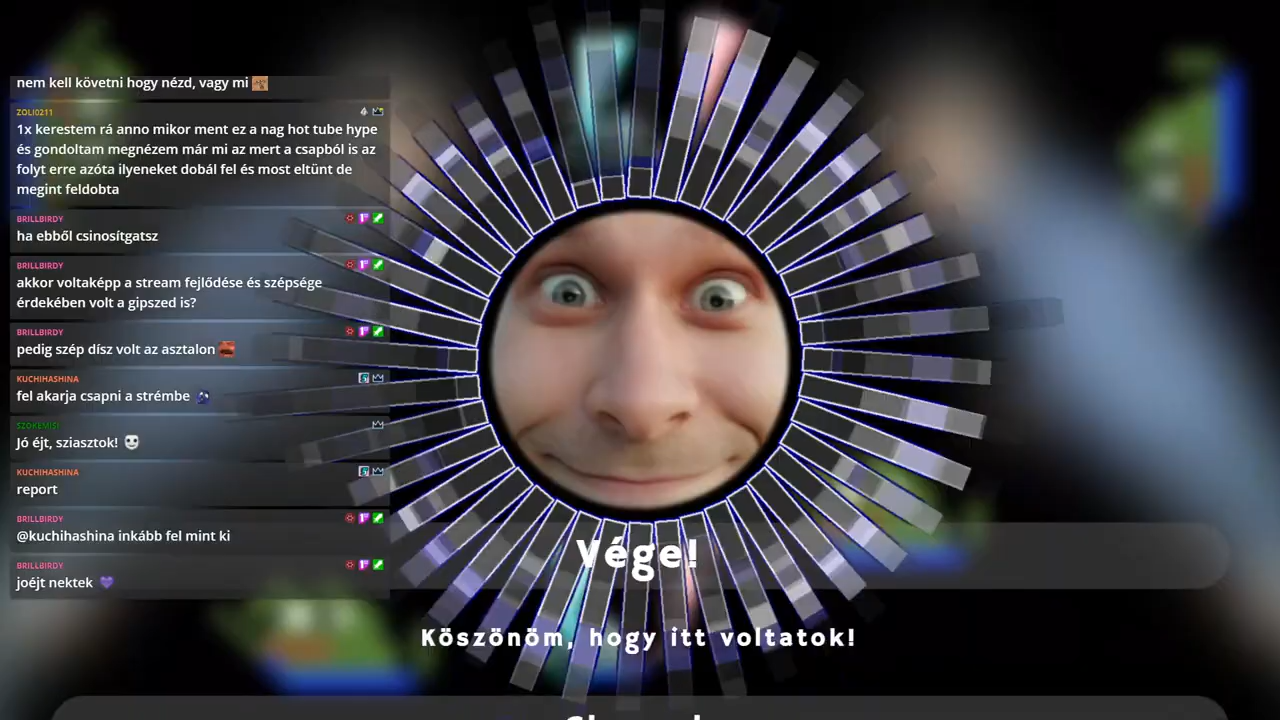 nem kell követni hogy nézd, vagy mi
ZOLI0211
1x kerestem rá anno mikor ment ez a nag hot tube hype
és gondoltam megnézem már mi az mert a csapból is az
folyt erre azóta ilyeneket dobál fel és most eltünt de
megint feldobta
BRILLBIRDY
ha ebből csinosítgatsz
BRILLBIRDY
akkor voltaképp a stream fejlődése és szépsége
érdekében volt a gipszed is?
BRILLBIRDY
pedig szép dísz volt az asztalon
KUCHIHASHINA
fel akarja csapni a strémbe
Jó éjt, sziasztok!
KUCHIHASHINA
report
BRILLBIRDY
@kuchihashina inkább fel mint ki
BRILLBIRDY
joéjt nektek
Vége!
Köszönöm, hogy itt voltatok!